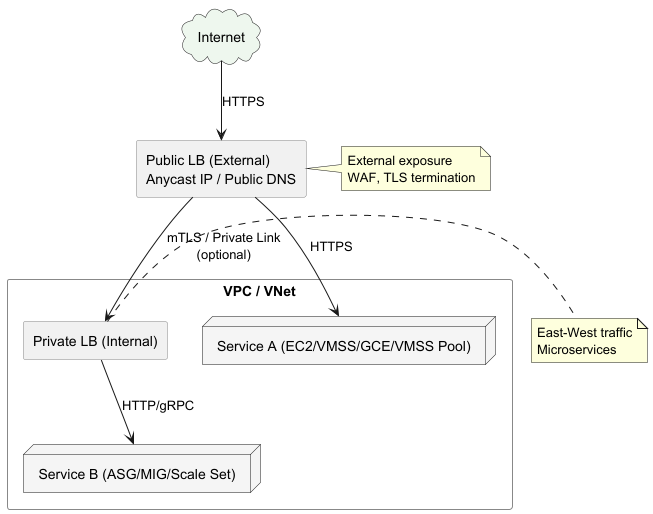 Internet
HTTPS
Public LB (External)
Anycast IP / Public DNS
External exposure
WAF, TLS termination
mTLS / Private Link
(optional)
HTTPS
VPC / VNet
Private LB (Internal)
Service A (EC2/VMSS/GCE/VMSS Pool)
East-West traffic
Microservices
HTTP/gRPC
Service B (ASG/MIG/Scale Set)